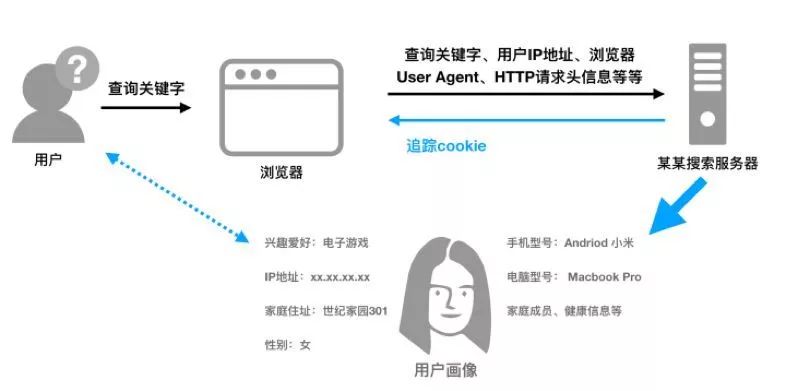 ?
查询关键字
用户
浏览器
查询关键字、用户IP地址、浏览器
User Agent、HTTP请求头信息等等
追踪cookie
某某搜索服务器
兴趣爱好：电子游戏
IP地址：xx.xx.xx.xx
家庭住址：世纪家园301
性别：女
手机型号：Andriod 小米
电脑型号： Macbook Pro
家庭成员、健康信息等
用户画像